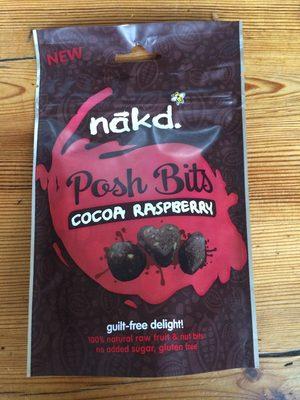 NEW
nākd.
Posh Bits
COCOA RASPBERRY
guilt-free delight!
100% natural raw fruit & nut bits
no added sugar, gluten free